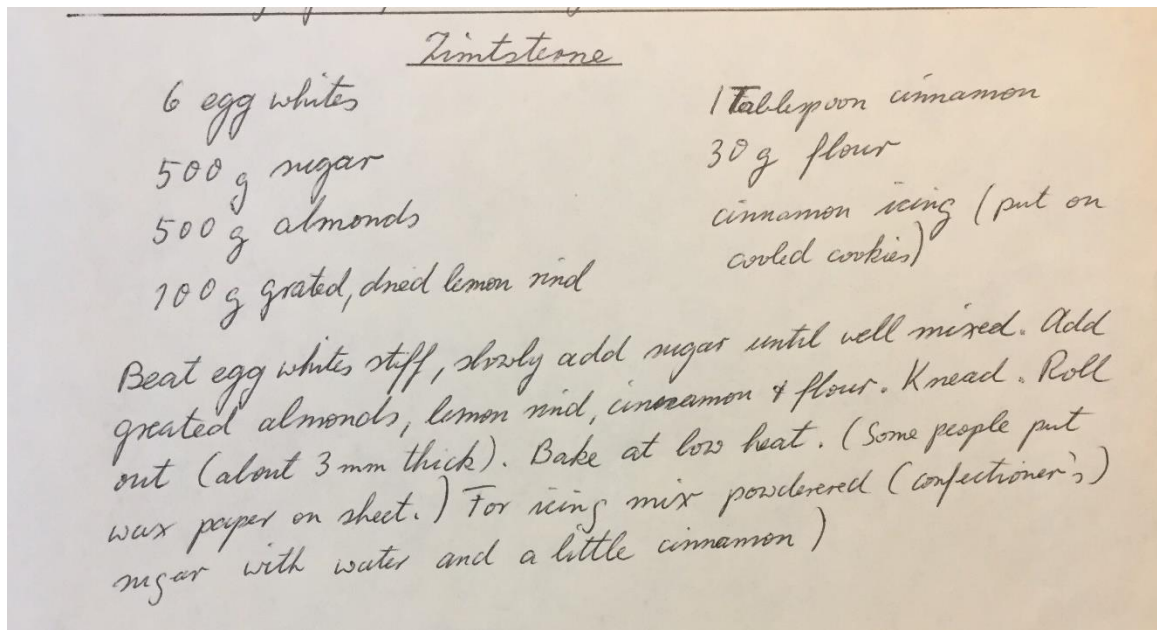 Zimtsterne
6 egg whites
500 g sugar
500 g almonds
100 g grated, dried lemon rind
1 Tablespoon cinnamon
30 g flour
cinnamon icing (put on
cooled cookies)
Beat egg whites stiff, slowly add sugar until well mixed. Add
greated almonds, lemon rind, cinnamon & flour. Knead. Roll
out (about 3 mm thick). Bake at low heat. (Some people put
wax paper on sheet.) For icing mix powderered (confectioner's)
sugar with water and a little cinnamon)